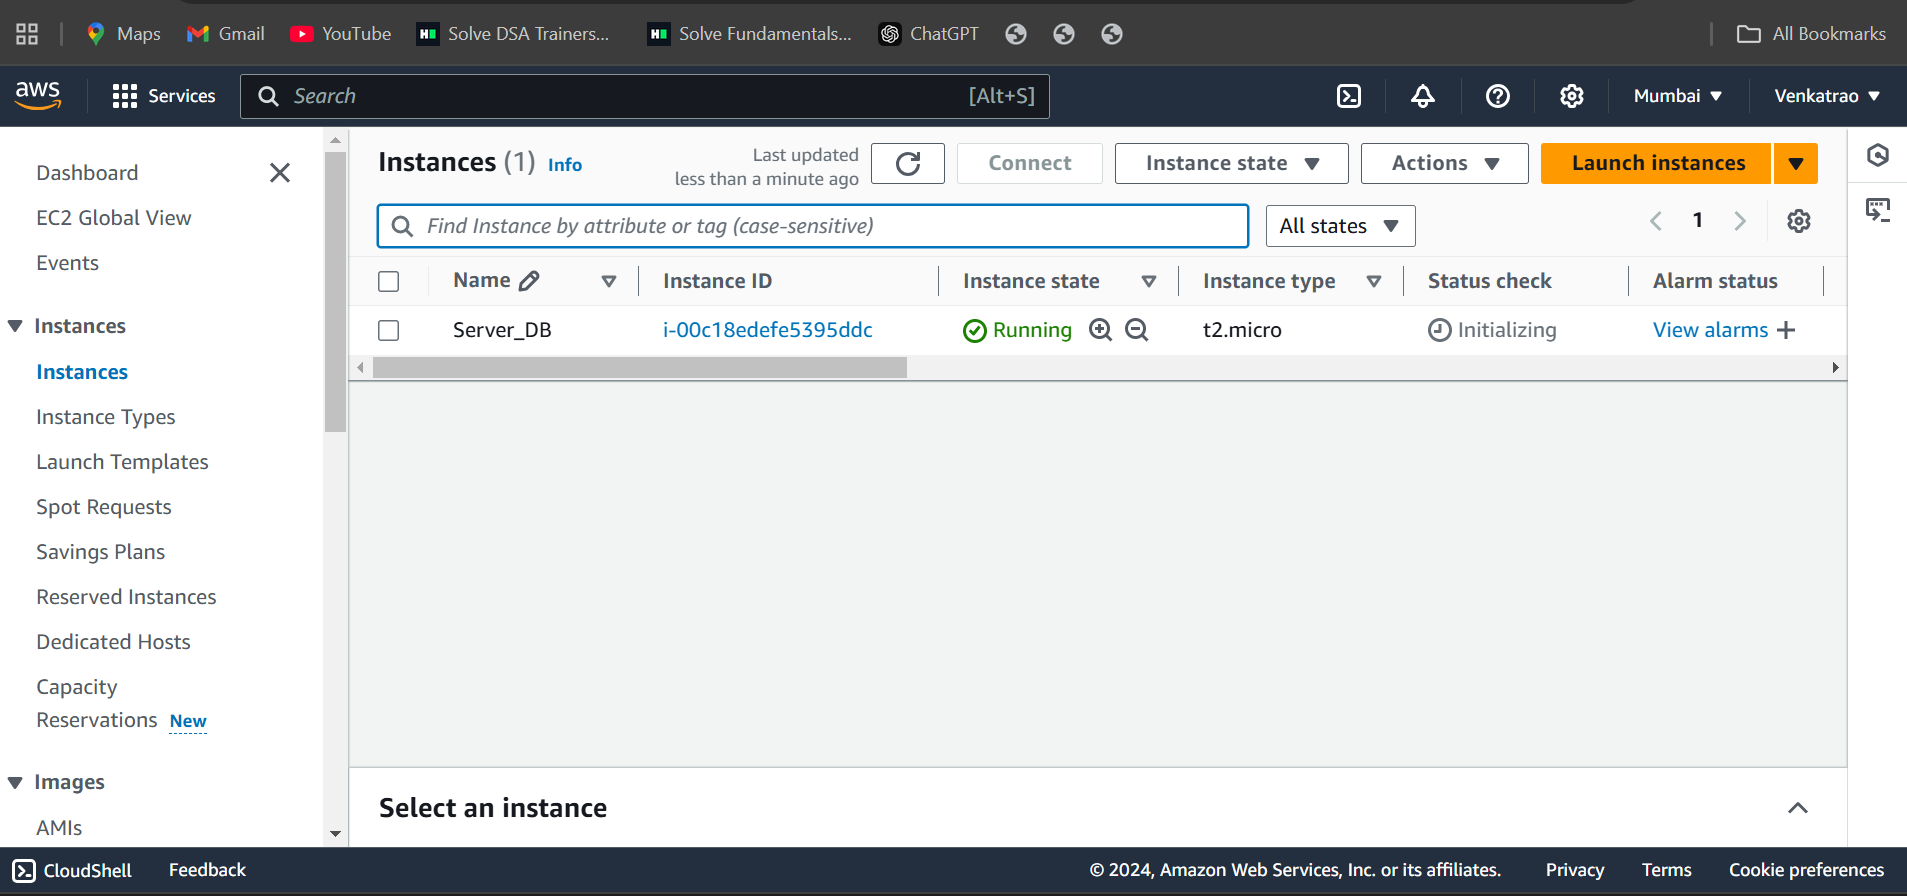 Maps
Gmail
YouTube
Solve DSA Trainers...
Solve Fundamentals...
ChatGPT
All Bookmarks
aws
Services
Search
[Alt+S]
Mumbai
Venkatrao
Dashboard
EC2 Global View
Events
Instances
Instances
Instance Types
Launch Templates
Spot Requests
Savings Plans
Reserved Instances
Dedicated Hosts
Capacity
Reservations New
Images
AMIs
Instances (1) Info
Last updated
less than a minute ago
Connect
Instance state
Actions
Launch instances
Find Instance by attribute or tag (case-sensitive)
All states
1
Name
Instance ID
Instance state
Instance type
Status check
Alarm status
Server_DB
i-00c18edefe5395ddc
Running
t2.micro
Initializing
View alarms +
Select an instance
CloudShell
Feedback
© 2024, Amazon Web Services, Inc. or its affiliates.
Privacy
Terms
Cookie preferences